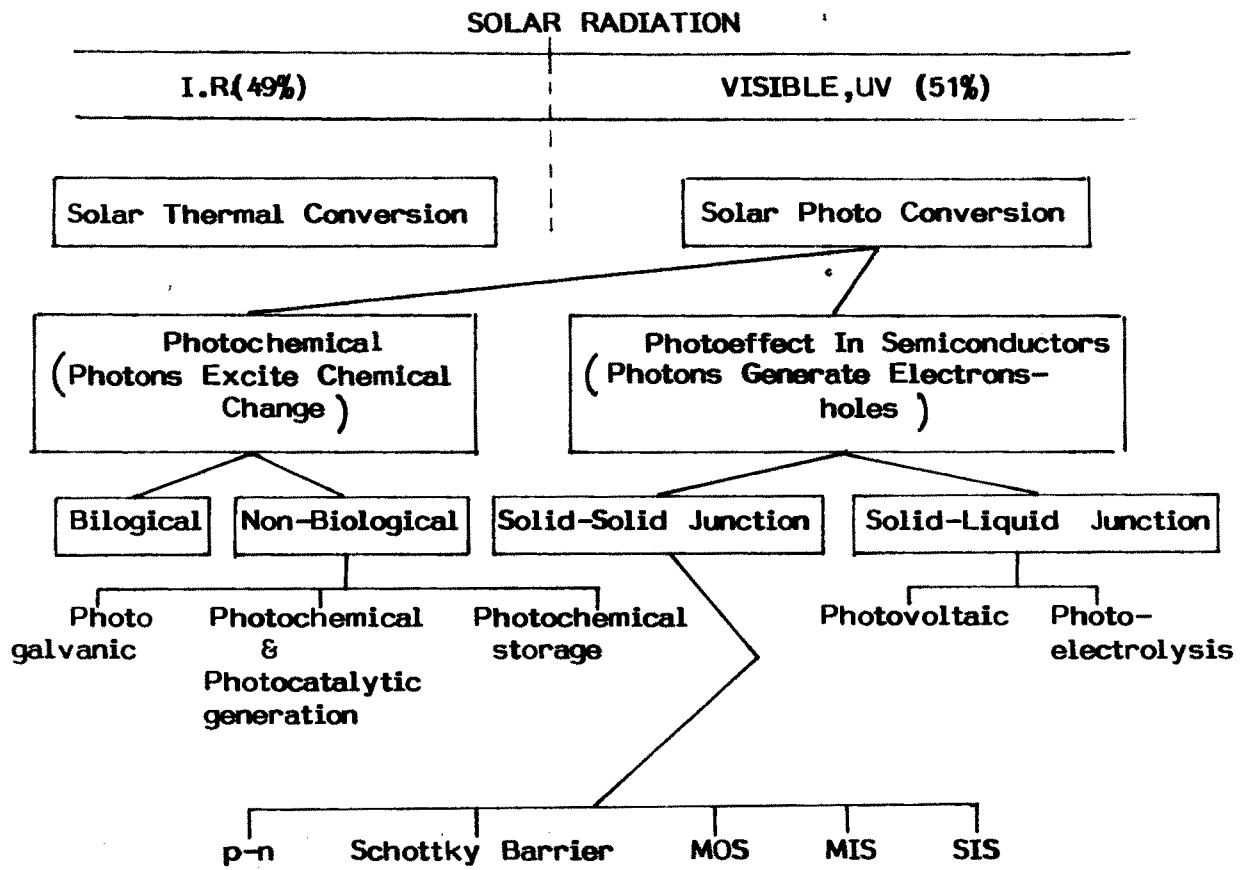 SOLAR RADIATION
I.R(49%)
VISIBLE,UV (51%)
Solar Thermal Conversion
Solar Photo Conversion
Photochemical
(Photons Excite Chemical
Change)
Photoeffect In Semiconductors
(Photons Generate Electrons-
holes)
Bilogical
Non-Biological
Solid-Solid Junction
Solid-Liquid Junction
Photo
galvanic
Photochemical
&
Photocatalytic
generation
Photochemical
storage
Photovoltaic
Photo-
electrolysis
p-n
Schottky Barrier
MOS
MIS
SIS